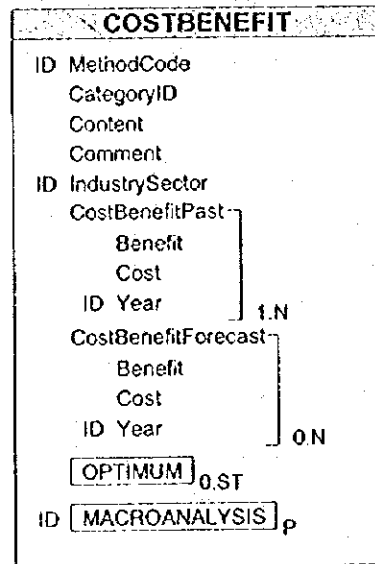 COSTBENEFIT
ID MethodCode
CategoryID
Content
Comment
ID IndustrySector
CostBenefitPast
Benefit
Cost
ID Year
1.N
CostBenefitForecast
Benefit
Cost
ID Year
0.N
OPTIMUM 0.ST
ID MACROANALYSIS P